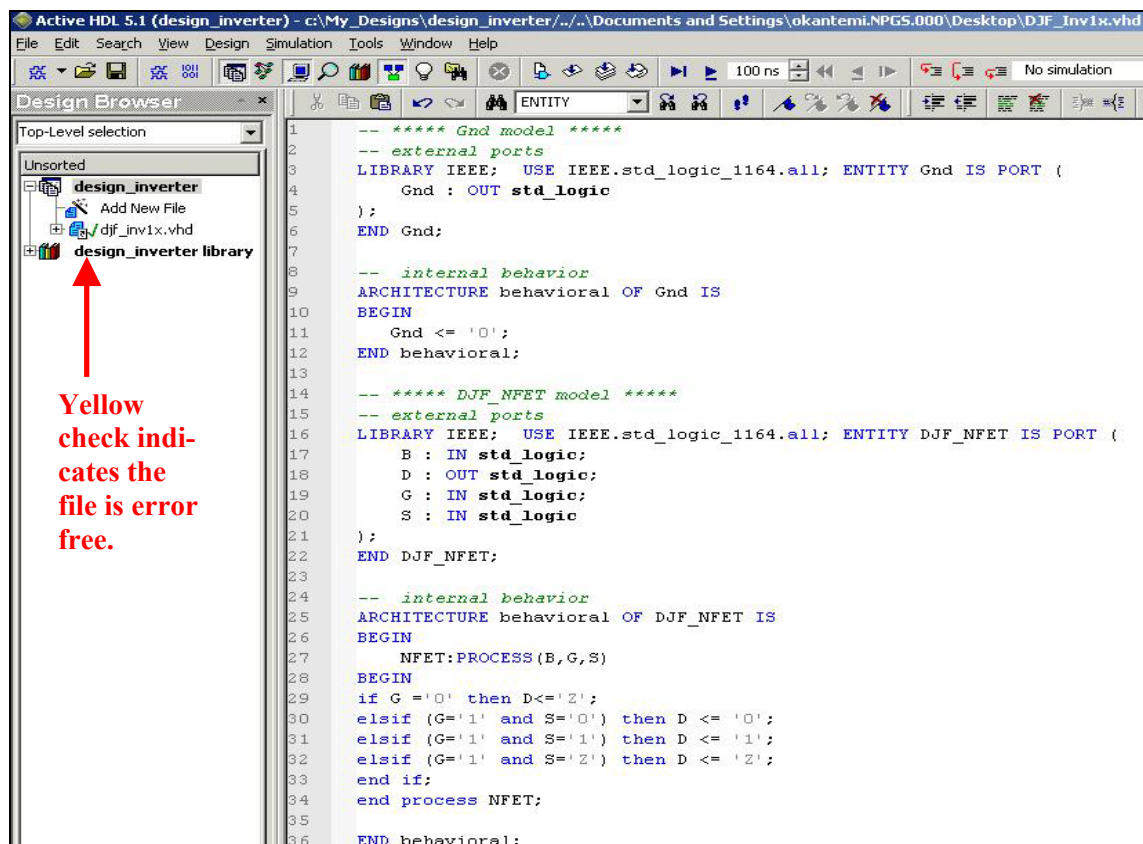 Active HDL 5.1 (design_inverter) - c:\My_Designs\design_inverter/../..\Documents and Settings\okantemi.NPGS.000\Desktop\DJF_Inv1x.vhd
File Edit Search View Design Simulation Tools Window Help
100 ns No simulation
Design Browser
ENTITY
Top-Level selection
Unsorted
design_inverter
Add New File
djf_inv1x.vhd
design_inverter library
Yellow
check indi-
cates the
file is error
free.
1 -- ***** Gnd model *****
2 -- external ports
3 LIBRARY IEEE; USE IEEE.std_logic_1164.all; ENTITY Gnd IS PORT (
4 Gnd : OUT std_logic
5 );
6 END Gnd;
7
8 -- internal behavior
9 ARCHITECTURE behavioral OF Gnd IS
10 BEGIN
11 Gnd <= '0';
12 END behavioral;
13
14 -- ***** DJF_NFET model *****
15 -- external ports
16 LIBRARY IEEE; USE IEEE.std_logic_1164.all; ENTITY DJF_NFET IS PORT (
17 B : IN std_logic;
18 D : OUT std_logic;
19 G : IN std_logic;
20 S : IN std_logic
21 );
22 END DJF_NFET;
23
24 -- internal behavior
25 ARCHITECTURE behavioral OF DJF_NFET IS
26 BEGIN
27 NFET:PROCESS(B,G,S)
28 BEGIN
29 if G ='0' then D<='Z';
30 elsif (G='1' and S='0') then D <= '0';
31 elsif (G='1' and S='1') then D <= '1';
32 elsif (G='1' and S='Z') then D <= 'Z';
33 end if;
34 end process NFET;
35
36 END behavioral;